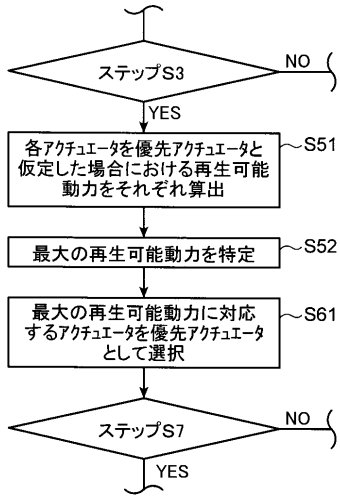 ステップS3
NO
YES
各アクチュエータを優先アクチュエータと
仮定した場合における再生可能
動力をそれぞれ算出
S51
最大の再生可能動力を特定
S52
最大の再生可能動力に対応
するアクチュエータを優先アクチュエータ
として選択
S61
ステップS7
NO
YES